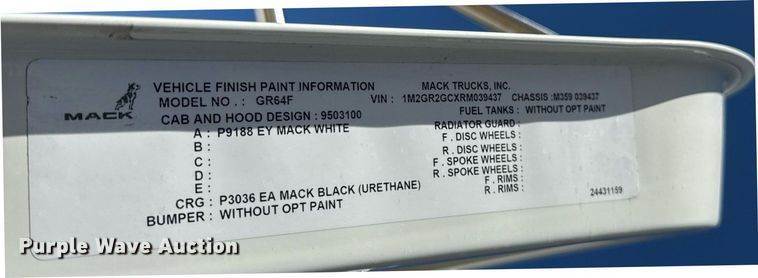 VEHICLE FINISH PAINT INFORMATION MACK TRUCKS, INC.
MODEL NO. : GR64F VIN : 1M2GR2GCXRM039437 CHASSIS :M359 039437
MACK
CAB AND HOOD DESIGN : 9503100 FUEL TANKS : WITHOUT OPT PAINT
A : P9188 EY MACK WHITE RADIATOR GUARD :
B : F . DISC WHEELS :
C : R . DISC WHEELS :
D : F . SPOKE WHEELS :
E : R . SPOKE WHEELS :
F . RIMS :
CRG : P3036 EA MACK BLACK (URETHANE) R . RIMS :
BUMPER : WITHOUT OPT PAINT 24431159
Purple Wave Auction